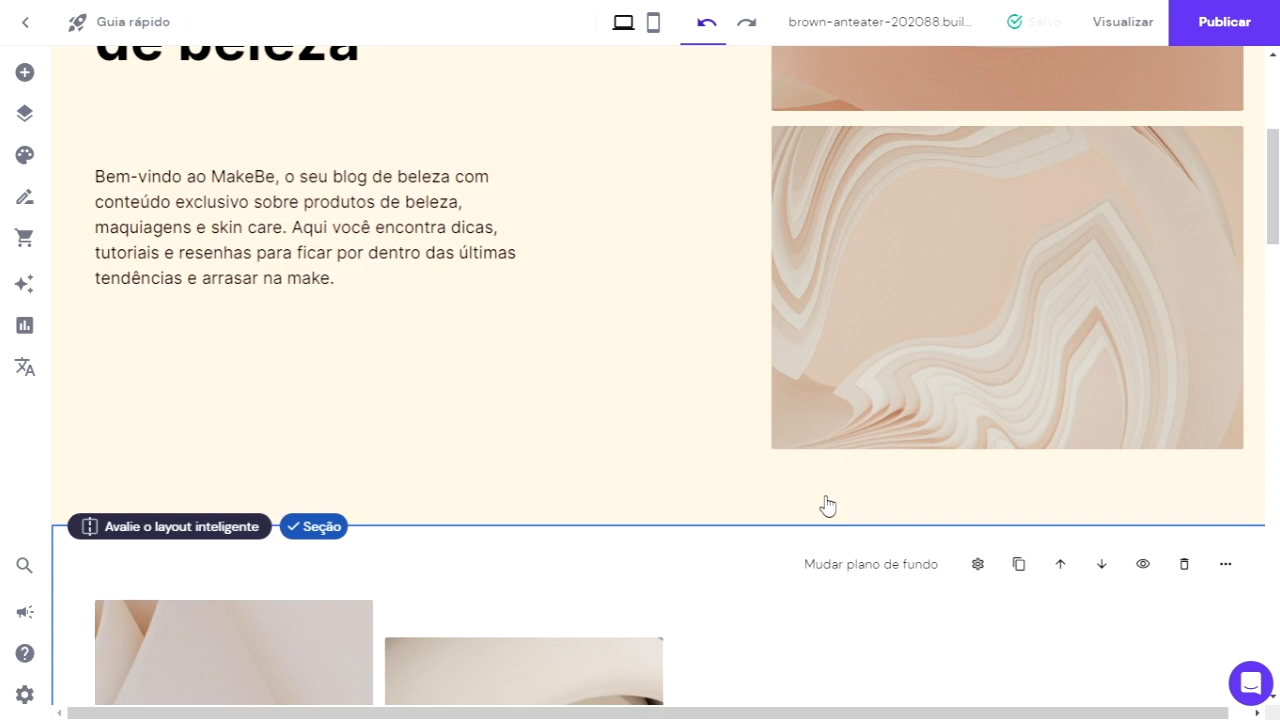 Guia rápido
brown-anteater-202088.buil...
Salvo
Visualizar
Publicar
de beleza
Bem-vindo ao MakeBe, o seu blog de beleza com
conteúdo exclusivo sobre produtos de beleza,
maquiagens e skin care. Aqui você encontra dicas,
tutoriais e resenhas para ficar por dentro das últimas
tendências e arrasar na make.
Avalie o layout inteligente
Seção
Mudar plano de fundo